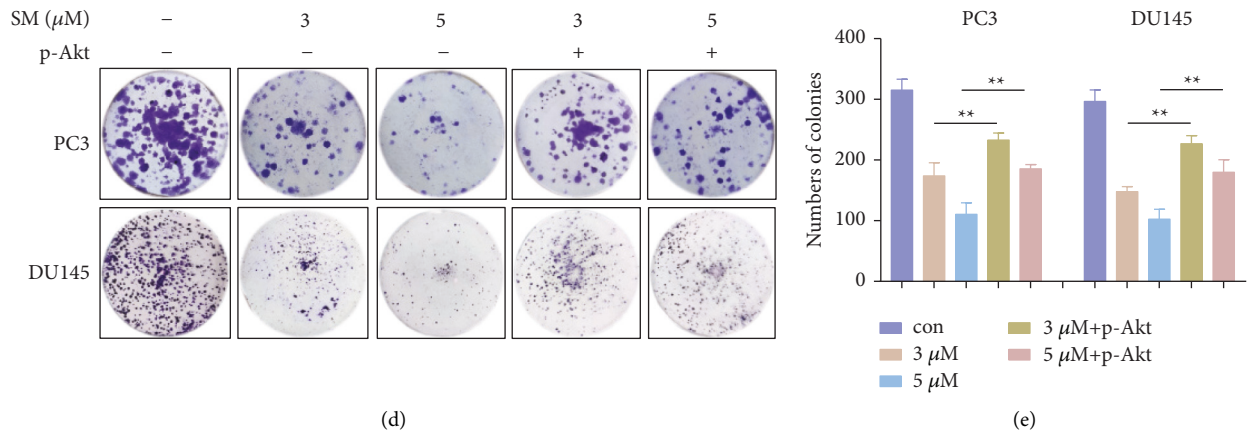 SM (μM) – 3 5 3 5
p-Akt – – – + +
PC3
DU145
(d)
PC3 DU145
400
300
200
100
0
Numbers of colonies
** **
** **
con 3 μM+p-Akt
3 μM 5 μM+p-Akt
5 μM
(e)